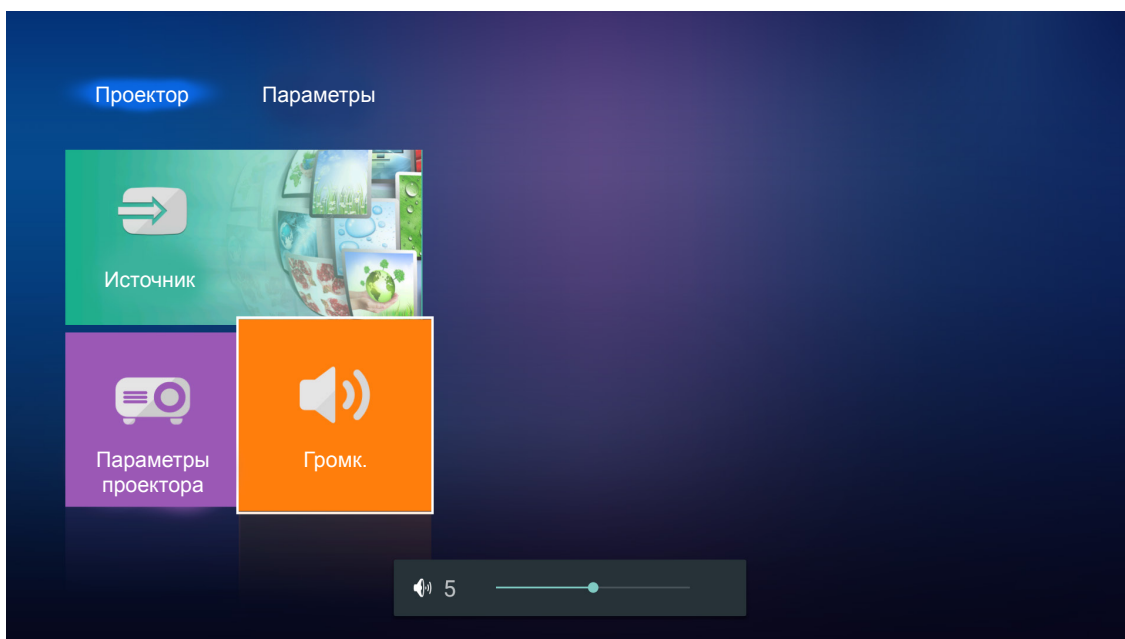 Проектор
Параметры
Источник
Параметры
проектора
Громк.
5